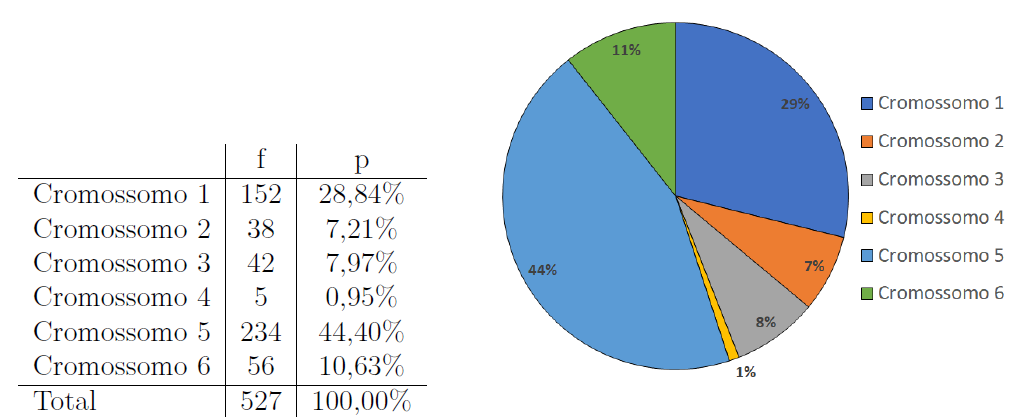 f p
Cromossomo 1 152 28,84%
Cromossomo 2 38 7,21%
Cromossomo 3 42 7,97%
Cromossomo 4 5 0,95%
Cromossomo 5 234 44,40%
Cromossomo 6 56 10,63%
Total 527 100,00%
11%
29%
44%
7%
8%
1%
Cromossomo 1
Cromossomo 2
Cromossomo 3
Cromossomo 4
Cromossomo 5
Cromossomo 6